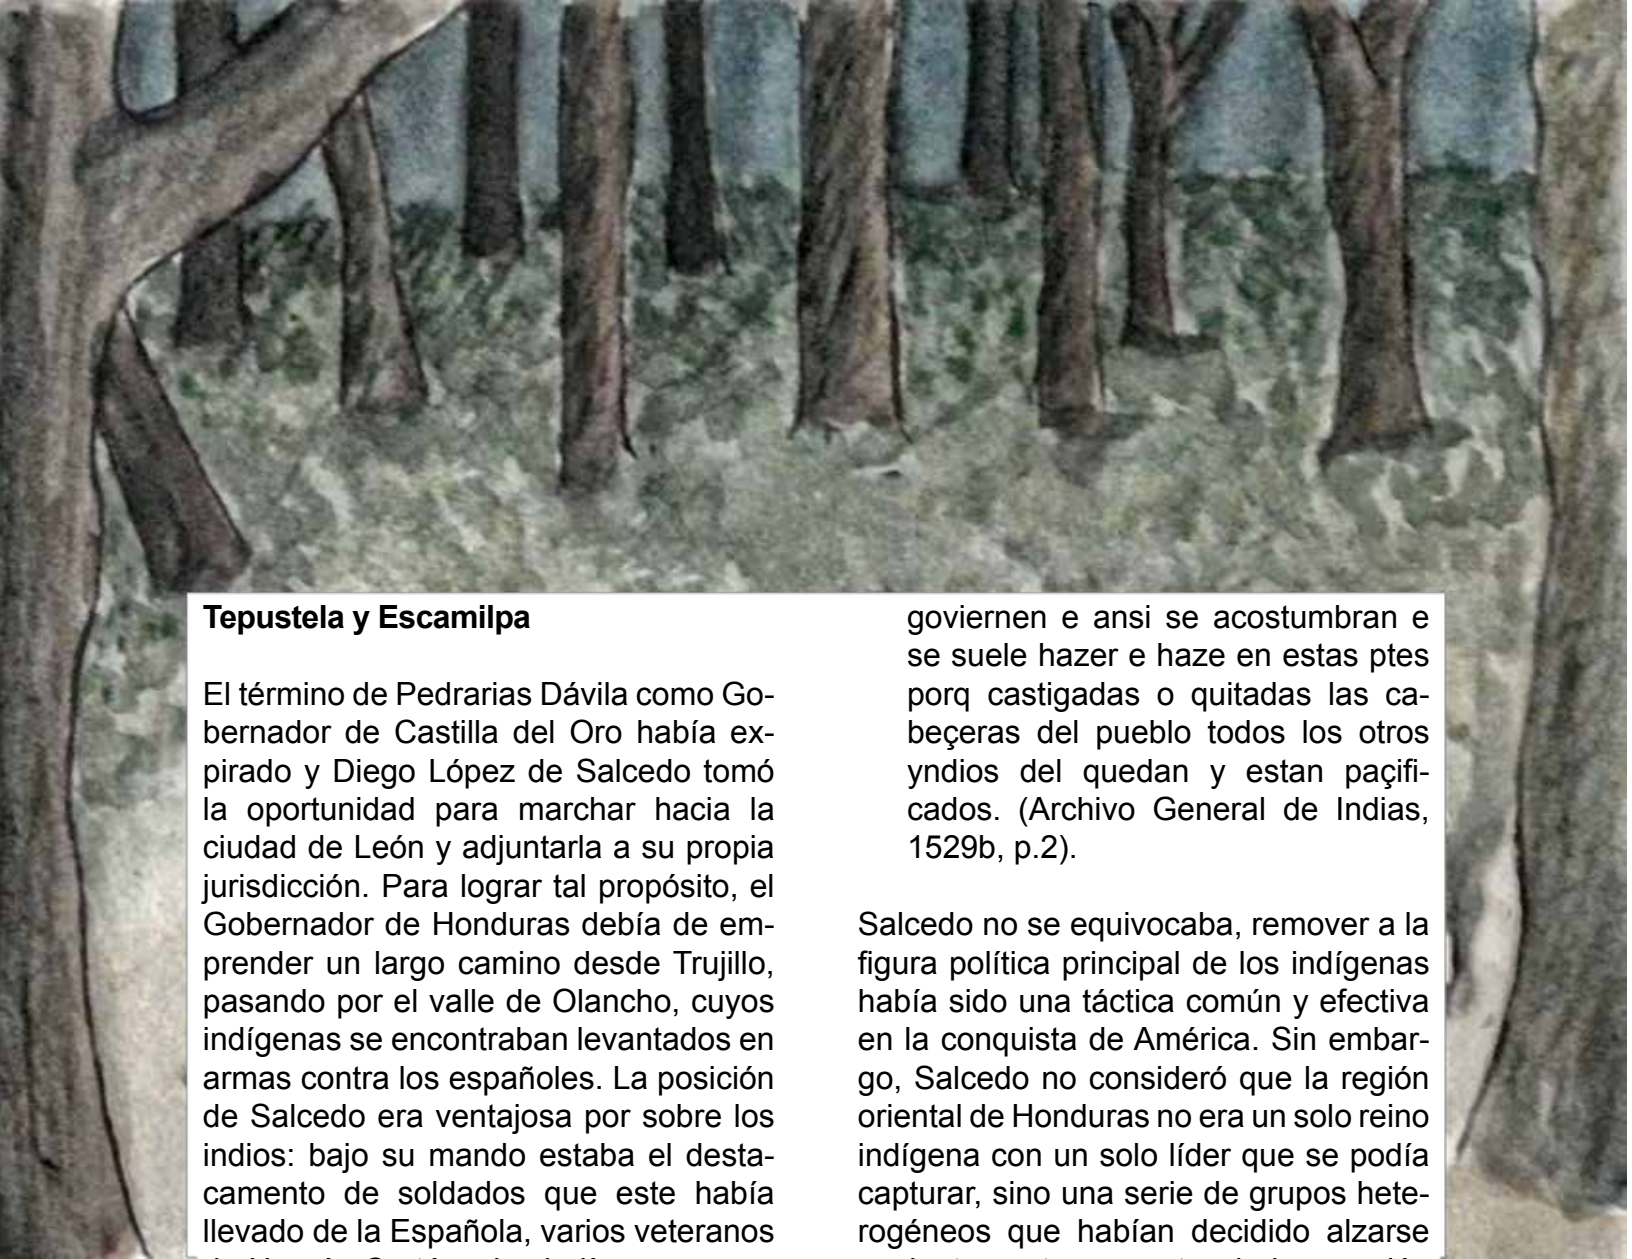 Tepustela y Escamilpa
El término de Pedrarias Dávila como Go-
bernador de Castilla del Oro había ex-
pirado y Diego López de Salcedo tomó
la oportunidad para marchar hacia la
ciudad de León y adjuntarla a su propia
jurisdicción. Para lograr tal propósito, el
Gobernador de Honduras debía de em-
prender un largo camino desde Trujillo,
pasando por el valle de Olancho, cuyos
indígenas se encontraban levantados en
armas contra los españoles. La posición
de Salcedo era ventajosa por sobre los
indios: bajo su mando estaba el desta-
camento de soldados que este había
llevado de la Española, varios veteranos
goviernen e ansi se acostumbran e
se suele hazer e haze en estas ptes
porq castigadas o quitadas las ca-
beçeras del pueblo todos los otros
yndios del quedan y estan paçifi-
cados. (Archivo General de Indias,
1529b, p.2).
Salcedo no se equivocaba, remover a la
figura política principal de los indígenas
había sido una táctica común y efectiva
en la conquista de América. Sin embar-
go, Salcedo no consideró que la región
oriental de Honduras no era un solo reino
indígena con un solo líder que se podía
capturar, sino una serie de grupos hete-
rogéneos que habían decidido alzarse